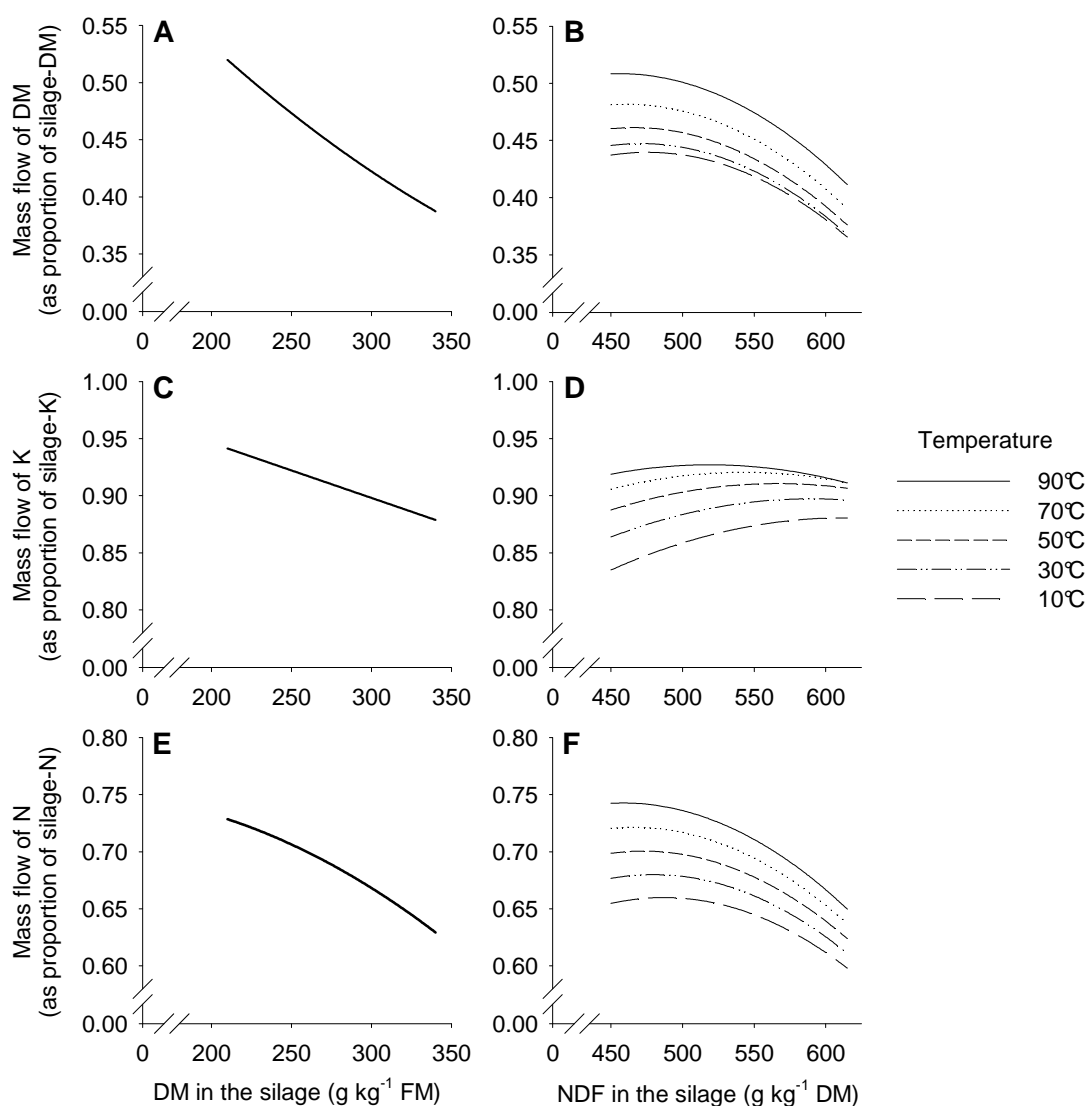 A
B
Mass flow of DM
(as proportion of silage-DM)
0.55
0.50
0.45
0.40
0.35
0.00
0 200 250 300 350
0.55
0.50
0.45
0.40
0.35
0.00
0 450 500 550 600
C
D
Mass flow of K
(as proportion of silage-K)
1.00
0.95
0.90
0.85
0.80
0.00
0 200 250 300 350
1.00
0.95
0.90
0.85
0.80
0.00
0 450 500 550 600
Temperature
90°C
70°C
50°C
30°C
10°C
E
F
Mass flow of N
(as proportion of silage-N)
0.80
0.75
0.70
0.65
0.60
0.00
0 200 250 300 350
DM in the silage (g kg⁻¹ FM)
0.80
0.75
0.70
0.65
0.60
0.00
0 450 500 550 600
NDF in the silage (g kg⁻¹ DM)